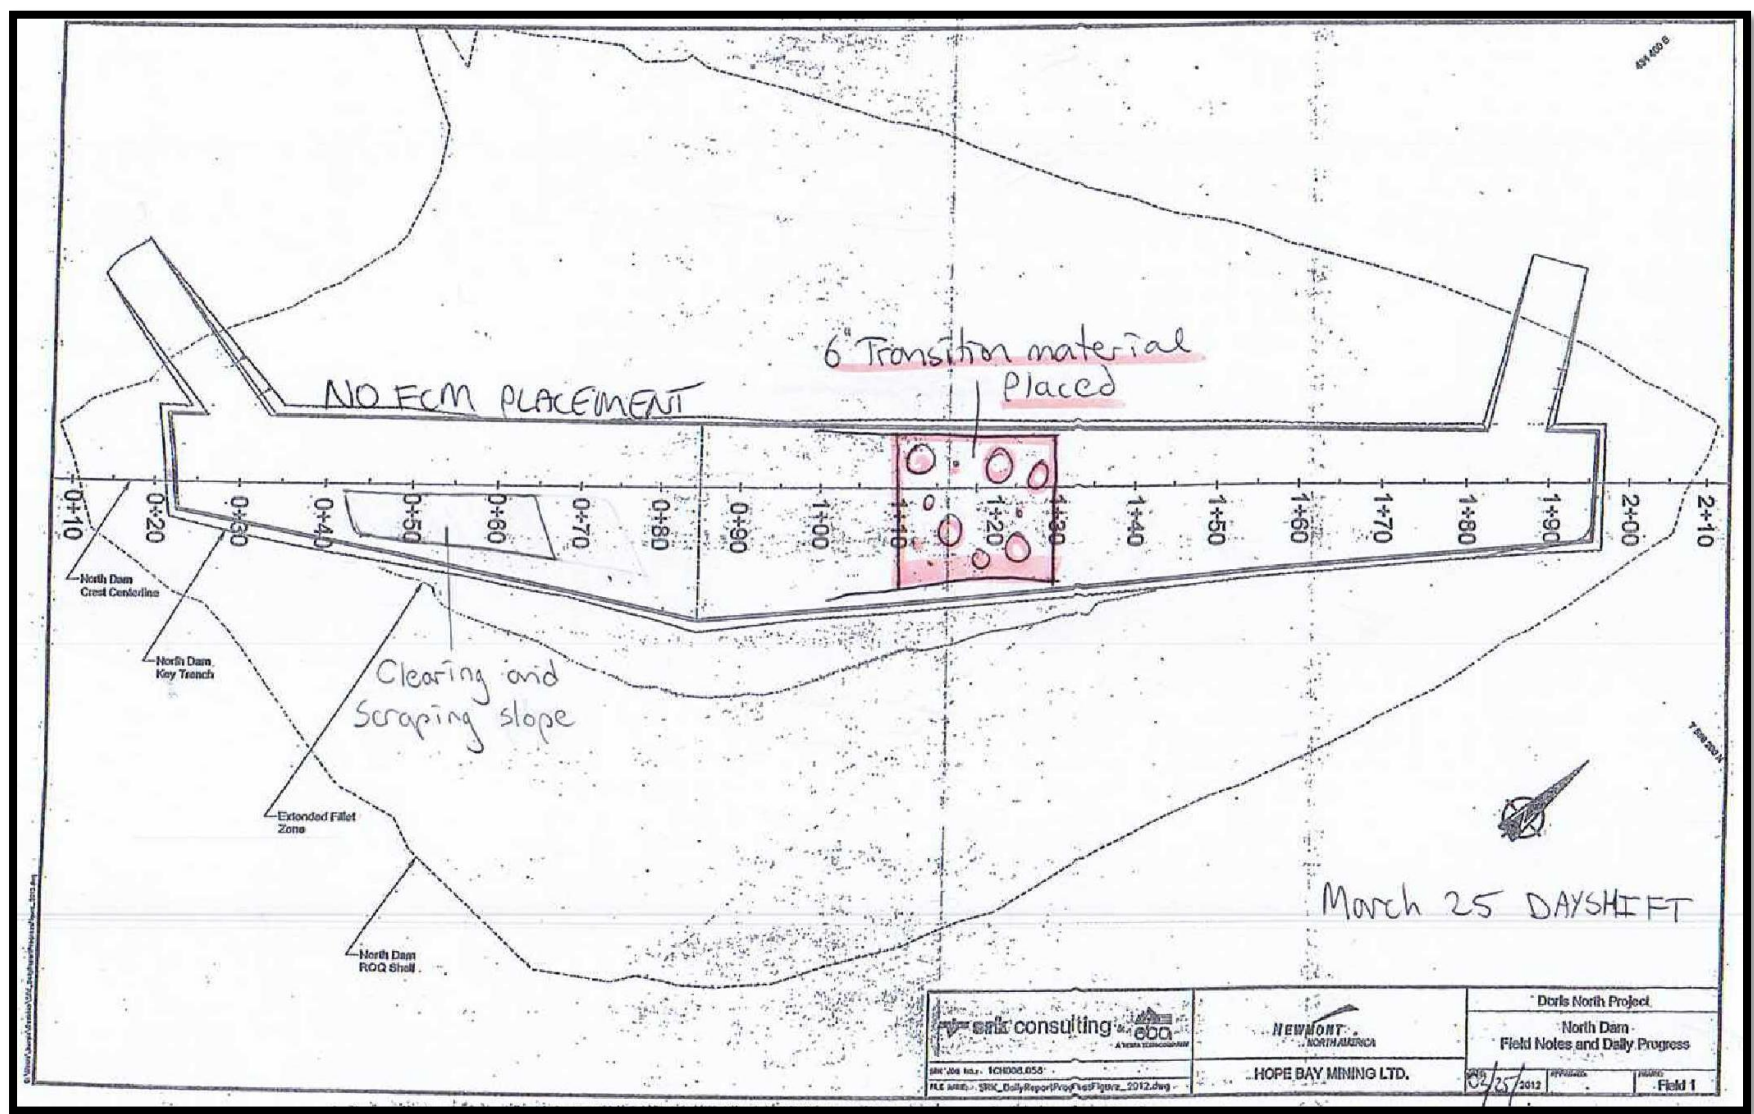 6" Transition material
Placed
NO FCM PLACEMENT
0+10
0+20
0+30
0+40
0+50
0+60
0+70
0+80
0+90
1+00
1+10
1+20
1+30
1+40
1+50
1+60
1+70
1+80
1+90
2+00
2+10
North Dam
Crest Centerline
North Dam
Key Trench
Clearing and
Scraping slope
Extended Fillet
Zone
North Dam
ROQ Shell
March 25 DAYSHIFT
srk consulting
eba
NEWMONT
NORTH AMERICA
HOPE BAY MINING LTD.
Doris North Project
North Dam
Field Notes and Daily Progress
/25/2012
Field 1